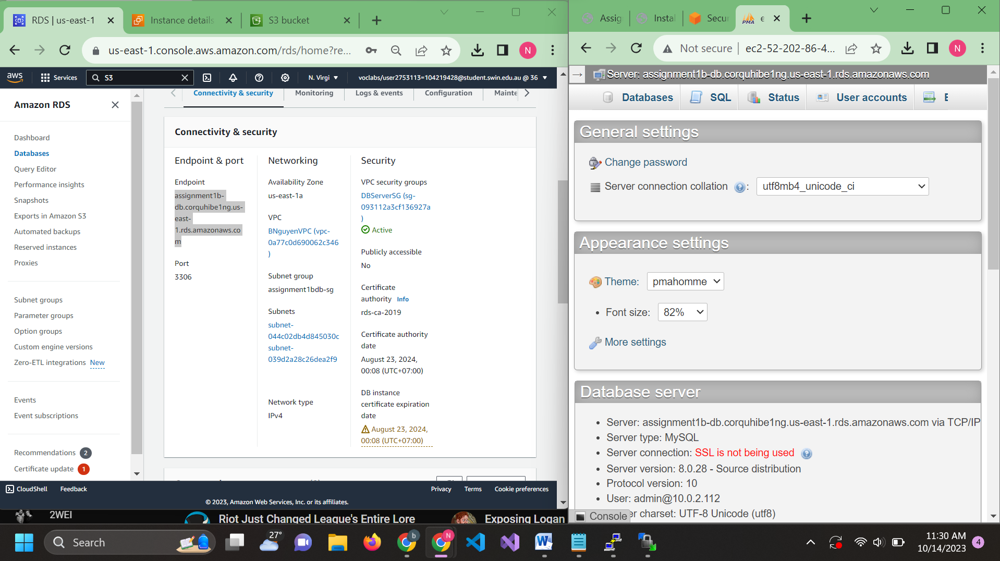 RDS | us-east-1
Instance details
S3 bucket
us-east-1.console.aws.amazon.com/rds/home?re...
N
aws
Services
S3
N. Virgi
voclabs/user2753113=104219428@student.swin.edu.au @ 36
Amazon RDS
Dashboard
Databases
Query Editor
Performance insights
Snapshots
Exports in Amazon S3
Automated backups
Reserved instances
Proxies
Subnet groups
Parameter groups
Option groups
Custom engine versions
Zero-ETL integrations New
Events
Event subscriptions
Recommendations 2
Certificate update 1
Connectivity & security
Monitoring
Logs & events
Configuration
Mainte
Connectivity & security
Endpoint & port
Endpoint
assignment1b-
db.corquhibe1ng.us-
east-
1.rds.amazonaws.co
m
Port
3306
Networking
Availability Zone
us-east-1a
VPC
BNguyenVPC (vpc-
0a77c0d690062c346
)
Subnet group
assignment1bdb-sg
Subnets
subnet-
044c02db4d845030c
subnet-
039d2a28c26dea2f9
Network type
IPv4
Security
VPC security groups
DBServerSG (sg-
093112a3cf136927a
)
Active
Publicly accessible
No
Certificate
authority Info
rds-ca-2019
Certificate authority
date
August 23, 2024,
00:08 (UTC+07:00)
DB instance
certificate expiration
date
August 23, 2024,
00:08 (UTC+07:00)
CloudShell
Feedback
Privacy
Terms
Cookie preferences
© 2023, Amazon Web Services, Inc. or its affiliates.
2WEI
Riot Just Changed League's Entire Lore
Exposing Logan
Assig
Instal
Secur
PMA
e
Not secure
ec2-52-202-86-4...
N
Server: assignment1b-db.corquhibe1ng.us-east-1.rds.amazonaws.com
Databases
SQL
Status
User accounts
General settings
Change password
Server connection collation : utf8mb4_unicode_ci
Appearance settings
Theme: pmahomme
Font size: 82%
More settings
Database server
Server: assignment1b-db.corquhibe1ng.us-east-1.rds.amazonaws.com via TCP/IP
Server type: MySQL
Server connection: SSL is not being used
Server version: 8.0.28 - Source distribution
Protocol version: 10
User: admin@10.0.2.112
Console
er charset: UTF-8 Unicode (utf8)
Search
27°
b
N
11:30 AM
10/14/2023
4